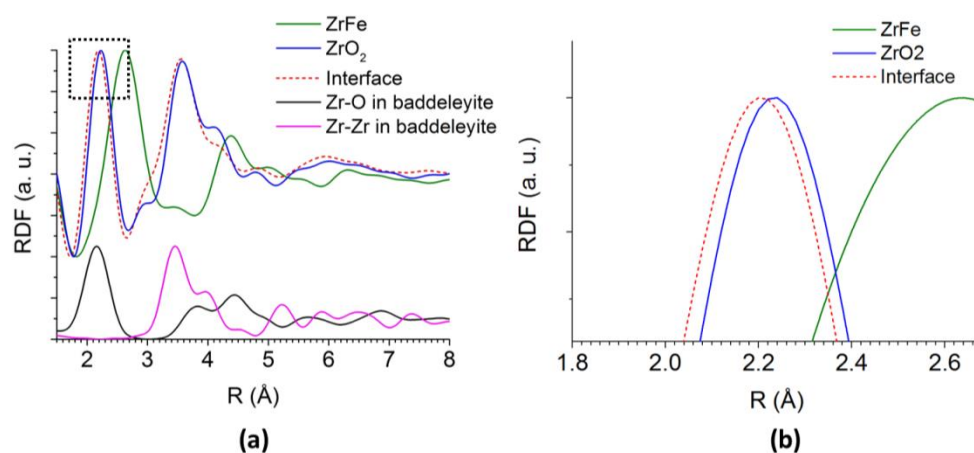 ZrFe
ZrO₂
Interface
Zr-O in baddeleyite
Zr-Zr in baddeleyite
RDF (a. u.)
2 3 4 5 6 7 8
R (Å)
(a)
ZrFe
ZrO2
Interface
RDF (a. u.)
1.8 2.0 2.2 2.4 2.6
R (Å)
(b)